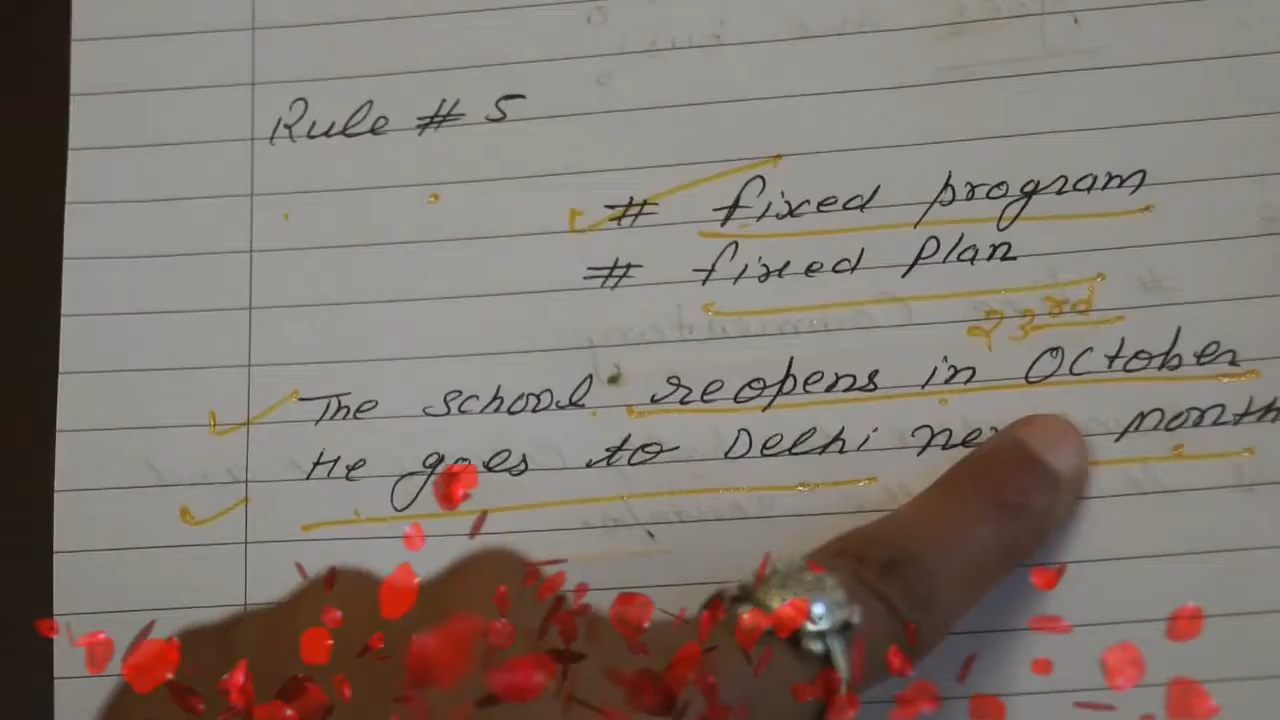 Rule # 5
# fixed program
# fixed Plan
23rd
The school reopens in October
He goes to Delhi month